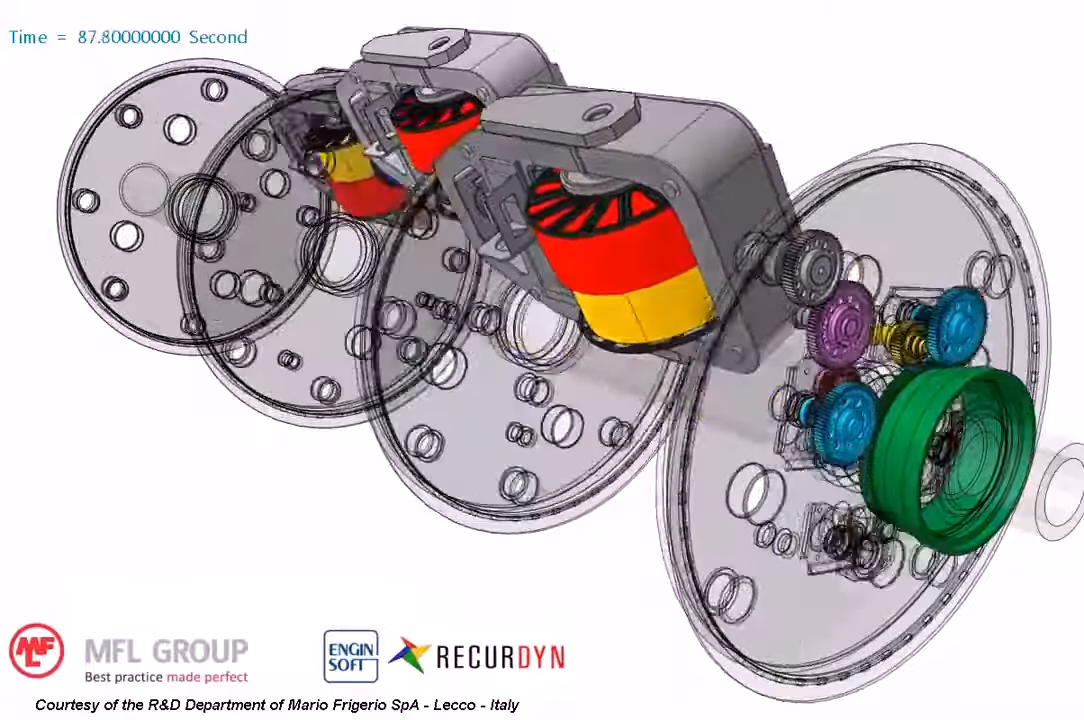 Time = 87.80000000 Second
MFL
MFL GROUP
Best practice made perfect
ENGIN
SOFT
RECURDYN
Courtesy of the R&D Department of Mario Frigerio SpA - Lecco - Italy